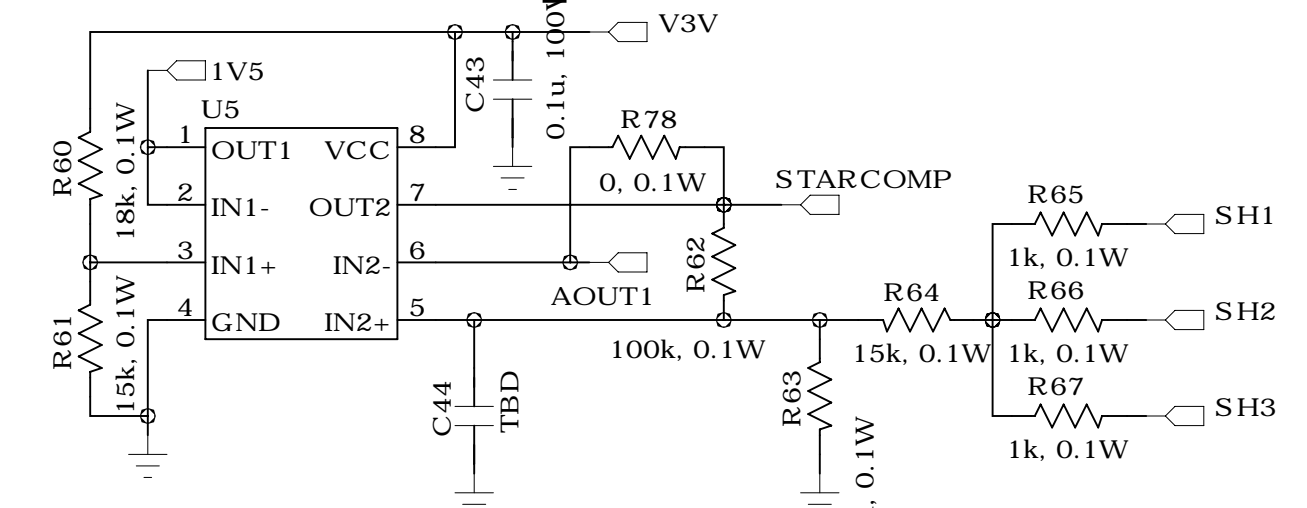 V3V
1V5
C43
0.1u, 100V
U5
R60
18k, 0.1W
1
OUT1
VCC
8
R78
0, 0.1W
STARCOMP
2
IN1-
OUT2
7
R65
SH1
1k, 0.1W
3
IN1+
IN2-
6
R62
AOUT1
R61
15k, 0.1W
4
GND
IN2+
5
100k, 0.1W
R64
15k, 0.1W
R66
SH2
1k, 0.1W
C44
TBD
R63
, 0.1W
R67
SH3
1k, 0.1W